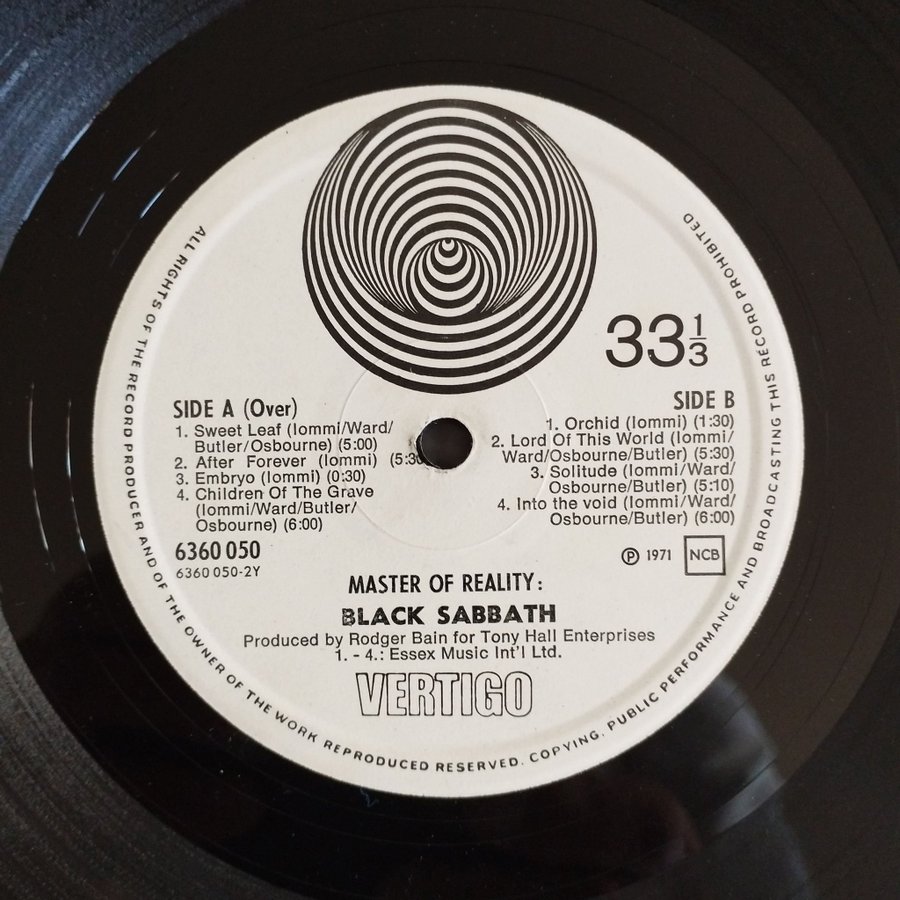 ALL RIGHTS OF THE RECORD PRODUCER AND OF THE OWNER OF THE WORK REPRODUCED RESERVED. COPYING, PUBLIC PERFORMANCE AND BROADCASTING THIS RECORD PROHIBITED
33 1/3
SIDE A (Over)
1. Sweet Leaf (Iommi/Ward/
Butler/Osbourne) (5:00)
2. After Forever (Iommi) (5:30
3. Embryo (Iommi) (0:30)
4. Children Of The Grave
(Iommi/Ward/Butler/
Osbourne) (6:00)
6360 050
6360 050-2Y
SIDE B
1. Orchid (Iommi) (1:30)
2. Lord Of This World (Iommi/
Ward/Osbourne/Butler) (5:30)
3. Solitude (Iommi/Ward/
Osbourne/Butler) (5:10)
4. Into the void (Iommi/Ward/
Osbourne/Butler) (6:00)
Ⓟ 1971 NCB
MASTER OF REALITY:
BLACK SABBATH
Produced by Rodger Bain for Tony Hall Enterprises
1. - 4.: Essex Music Int'l Ltd.
VERTIGO